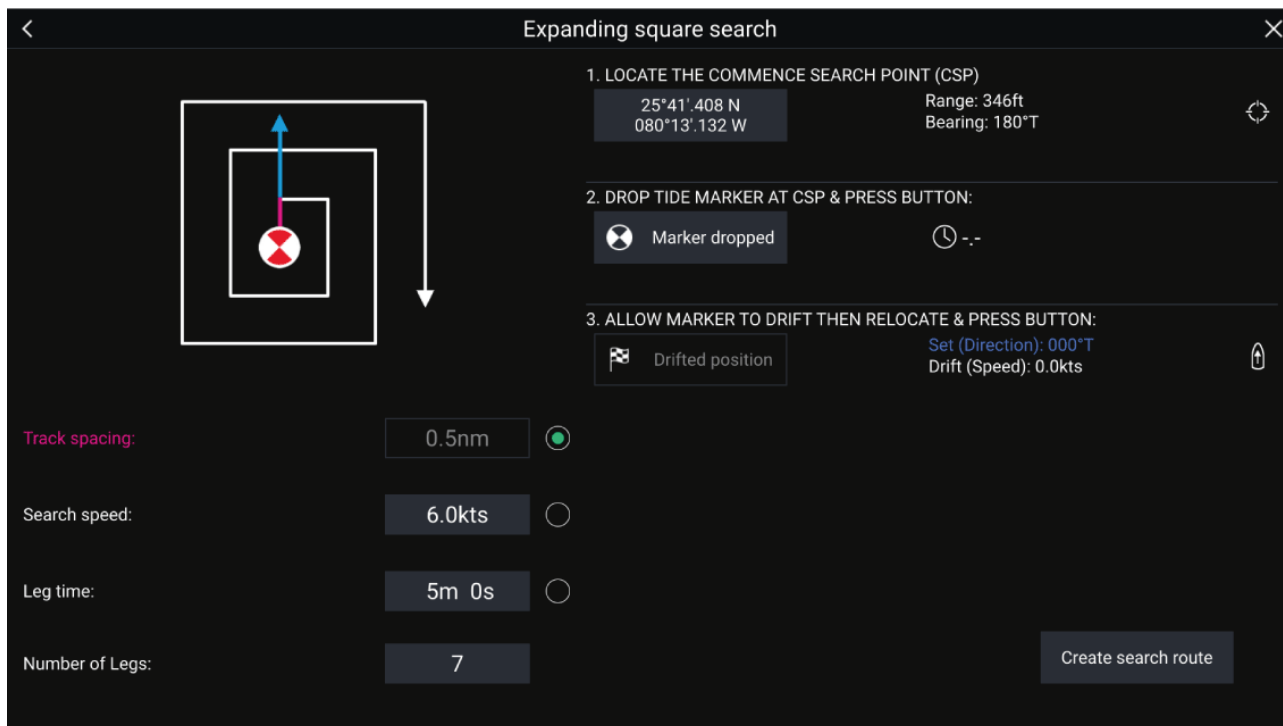 Expanding square search
1. LOCATE THE COMMENCE SEARCH POINT (CSP)
25°41'.408 N
080°13'.132 W
Range: 346ft
Bearing: 180°T
2. DROP TIDE MARKER AT CSP & PRESS BUTTON:
Marker dropped
-.-
3. ALLOW MARKER TO DRIFT THEN RELOCATE & PRESS BUTTON:
Drifted position
Set (Direction): 000°T
Drift (Speed): 0.0kts
Track spacing:
0.5nm
Search speed:
6.0kts
Leg time:
5m 0s
Number of Legs:
7
Create search route